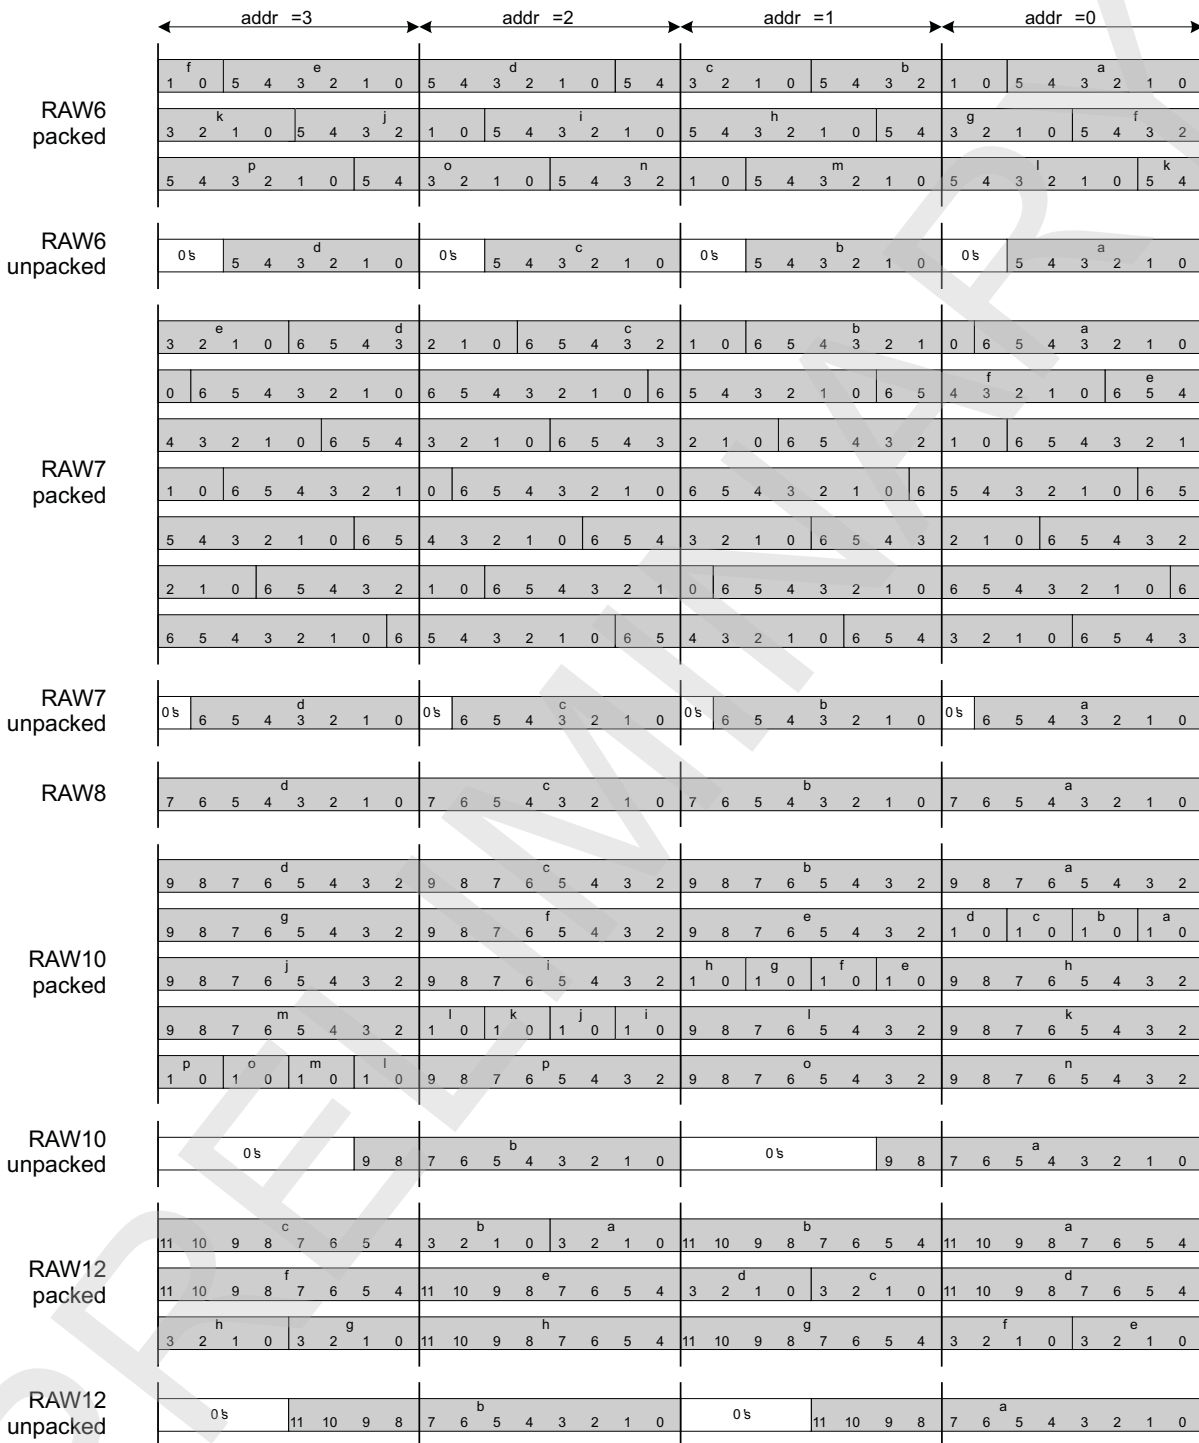 addr =3 addr =2 addr =1 addr =0
f e d c b a
RAW6 packed
1 0 5 4 3 2 1 0 5 4 3 2 1 0 5 4 3 2 1 0 5 4 3 2 1 0 5 4 3 2 1 0
k j i h g f
3 2 1 0 5 4 3 2 1 0 5 4 3 2 1 0 5 4 3 2 1 0 5 4 3 2 1 0 5 4 3 2
p o n m l k
5 4 3 2 1 0 5 4 3 2 1 0 5 4 3 2 1 0 5 4 3 2 1 0 5 4 3 2 1 0 5 4
RAW6 unpacked
d c b a
0's 5 4 3 2 1 0 0's 5 4 3 2 1 0 0's 5 4 3 2 1 0 0's 5 4 3 2 1 0
RAW7 packed
e d c b a
3 2 1 0 6 5 4 3 2 1 0 6 5 4 3 2 1 0 6 5 4 3 2 1 0 6 5 4 3 2 1 0
f e
0 6 5 4 3 2 1 0 6 5 4 3 2 1 0 6 5 4 3 2 1 0 6 5 4 3 2 1 0 6 5 4
4 3 2 1 0 6 5 4 3 2 1 0 6 5 4 3 2 1 0 6 5 4 3 2 1 0 6 5 4 3 2 1
1 0 6 5 4 3 2 1 0 6 5 4 3 2 1 0 6 5 4 3 2 1 0 6 5 4 3 2 1 0 6 5
5 4 3 2 1 0 6 5 4 3 2 1 0 6 5 4 3 2 1 0 6 5 4 3 2 1 0 6 5 4 3 2
2 1 0 6 5 4 3 2 1 0 6 5 4 3 2 1 0 6 5 4 3 2 1 0 6 5 4 3 2 1 0 6
6 5 4 3 2 1 0 6 5 4 3 2 1 0 6 5 4 3 2 1 0 6 5 4 3 2 1 0 6 5 4 3
RAW7 unpacked
d c b a
0's 6 5 4 3 2 1 0 0's 6 5 4 3 2 1 0 0's 6 5 4 3 2 1 0 0's 6 5 4 3 2 1 0
RAW8
d c b a
7 6 5 4 3 2 1 0 7 6 5 4 3 2 1 0 7 6 5 4 3 2 1 0 7 6 5 4 3 2 1 0
RAW10 packed
d c b a
9 8 7 6 5 4 3 2 9 8 7 6 5 4 3 2 9 8 7 6 5 4 3 2 9 8 7 6 5 4 3 2
g f e d c b a
9 8 7 6 5 4 3 2 9 8 7 6 5 4 3 2 9 8 7 6 5 4 3 2 1 0 1 0 1 0 1 0
j i h g f e h
9 8 7 6 5 4 3 2 9 8 7 6 5 4 3 2 1 0 1 0 1 0 1 0 9 8 7 6 5 4 3 2
m l k j i l k
9 8 7 6 5 4 3 2 1 0 1 0 1 0 1 0 9 8 7 6 5 4 3 2 9 8 7 6 5 4 3 2
p o m l p o n
1 0 1 0 1 0 1 0 9 8 7 6 5 4 3 2 9 8 7 6 5 4 3 2 9 8 7 6 5 4 3 2
RAW10 unpacked
b a
0's 9 8 7 6 5 4 3 2 1 0 0's 9 8 7 6 5 4 3 2 1 0
RAW12 packed
c b a b a
11 10 9 8 7 6 5 4 3 2 1 0 3 2 1 0 11 10 9 8 7 6 5 4 11 10 9 8 7 6 5 4
f e d c d
11 10 9 8 7 6 5 4 11 10 9 8 7 6 5 4 3 2 1 0 3 2 1 0 11 10 9 8 7 6 5 4
h g h g f e
3 2 1 0 3 2 1 0 11 10 9 8 7 6 5 4 11 10 9 8 7 6 5 4 3 2 1 0 3 2 1 0
RAW12 unpacked
b a
0's 11 10 9 8 7 6 5 4 3 2 1 0 0's 11 10 9 8 7 6 5 4 3 2 1 0
PRELIMINARY